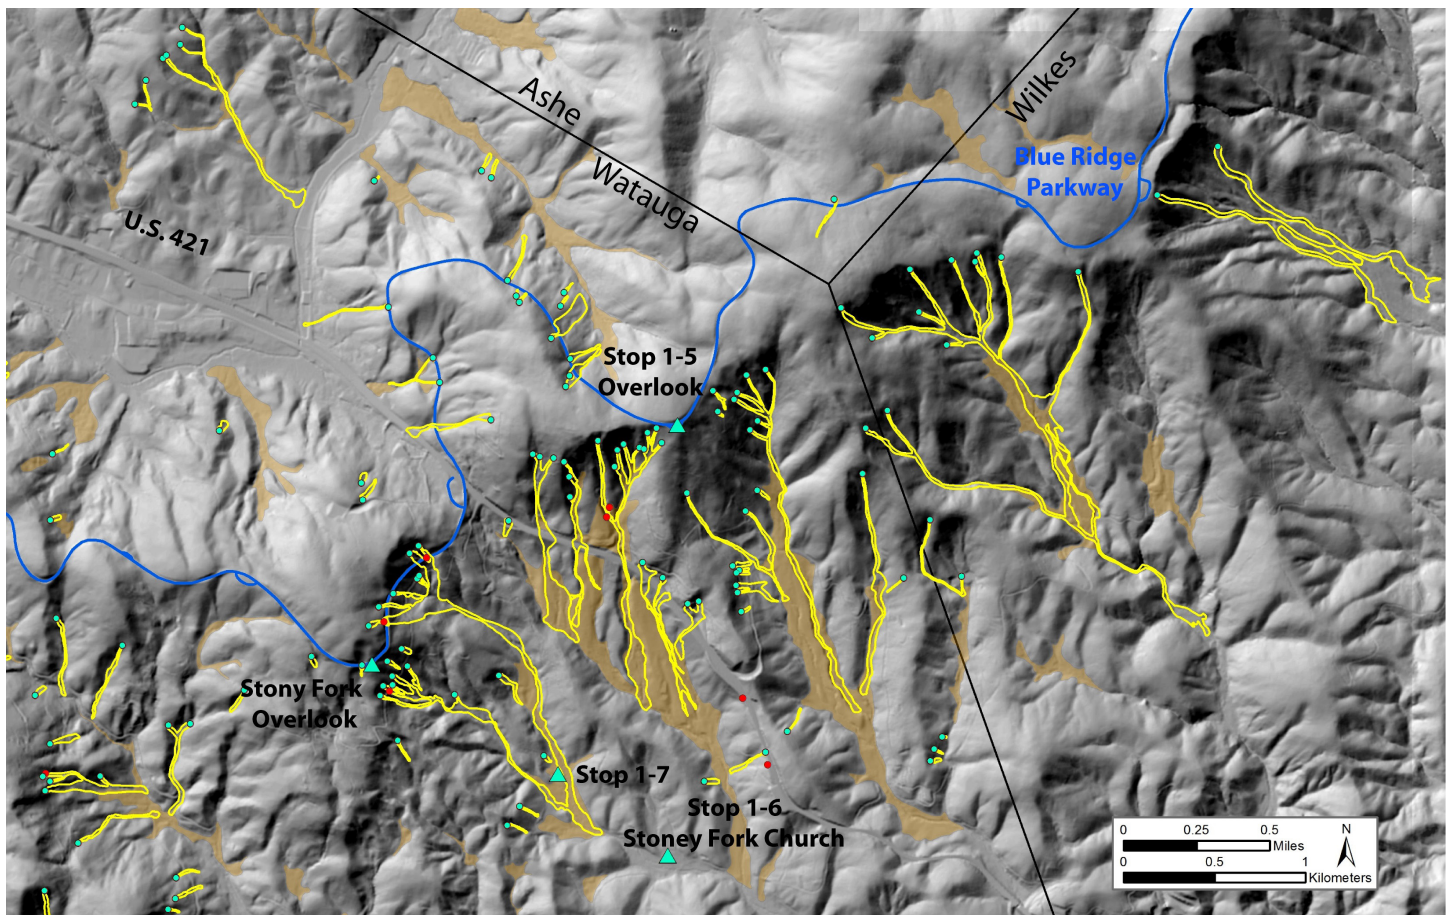 Ashe
Wilkes
Watauga
Blue Ridge
Parkway
U.S. 421
Stop 1-5
Overlook
Stony Fork
Overlook
Stop 1-7
Stop 1-6
Stoney Fork Church
0 0.25 0.5
Miles
0 0.5 1
Kilometers
N